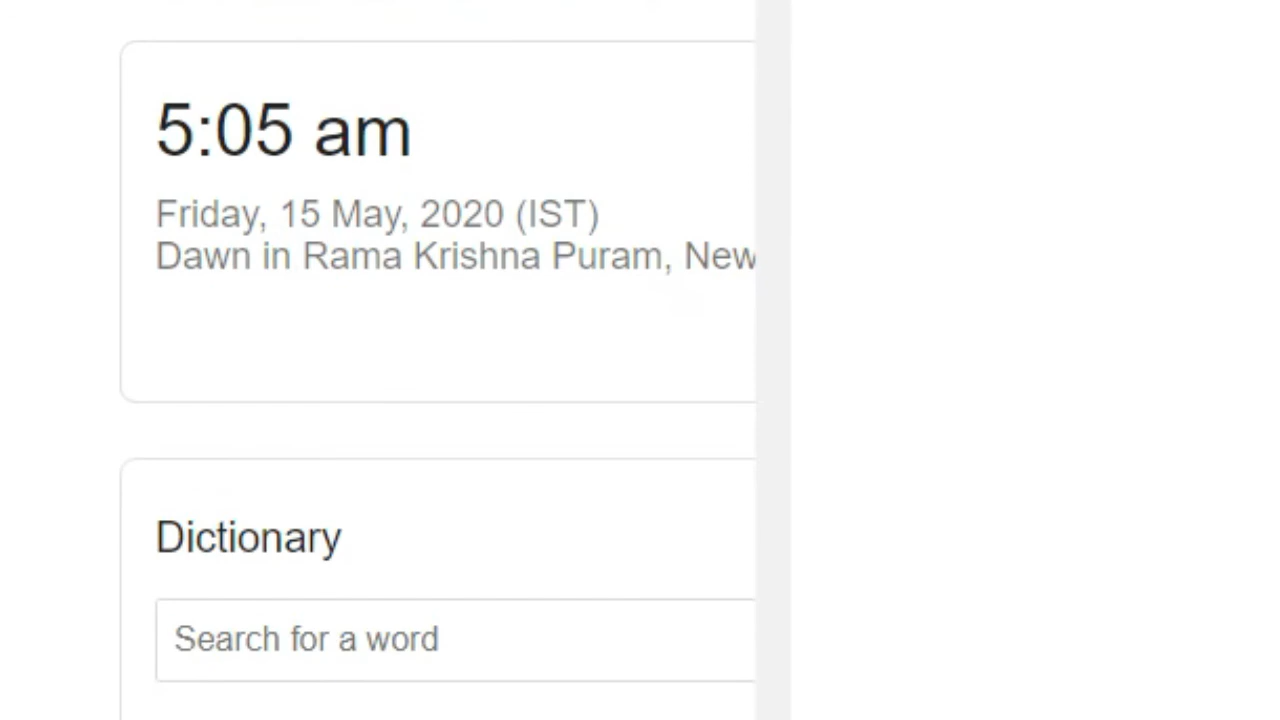 5:05 am
Friday, 15 May, 2020 (IST)
Dawn in Rama Krishna Puram, New
Dictionary
Search for a word